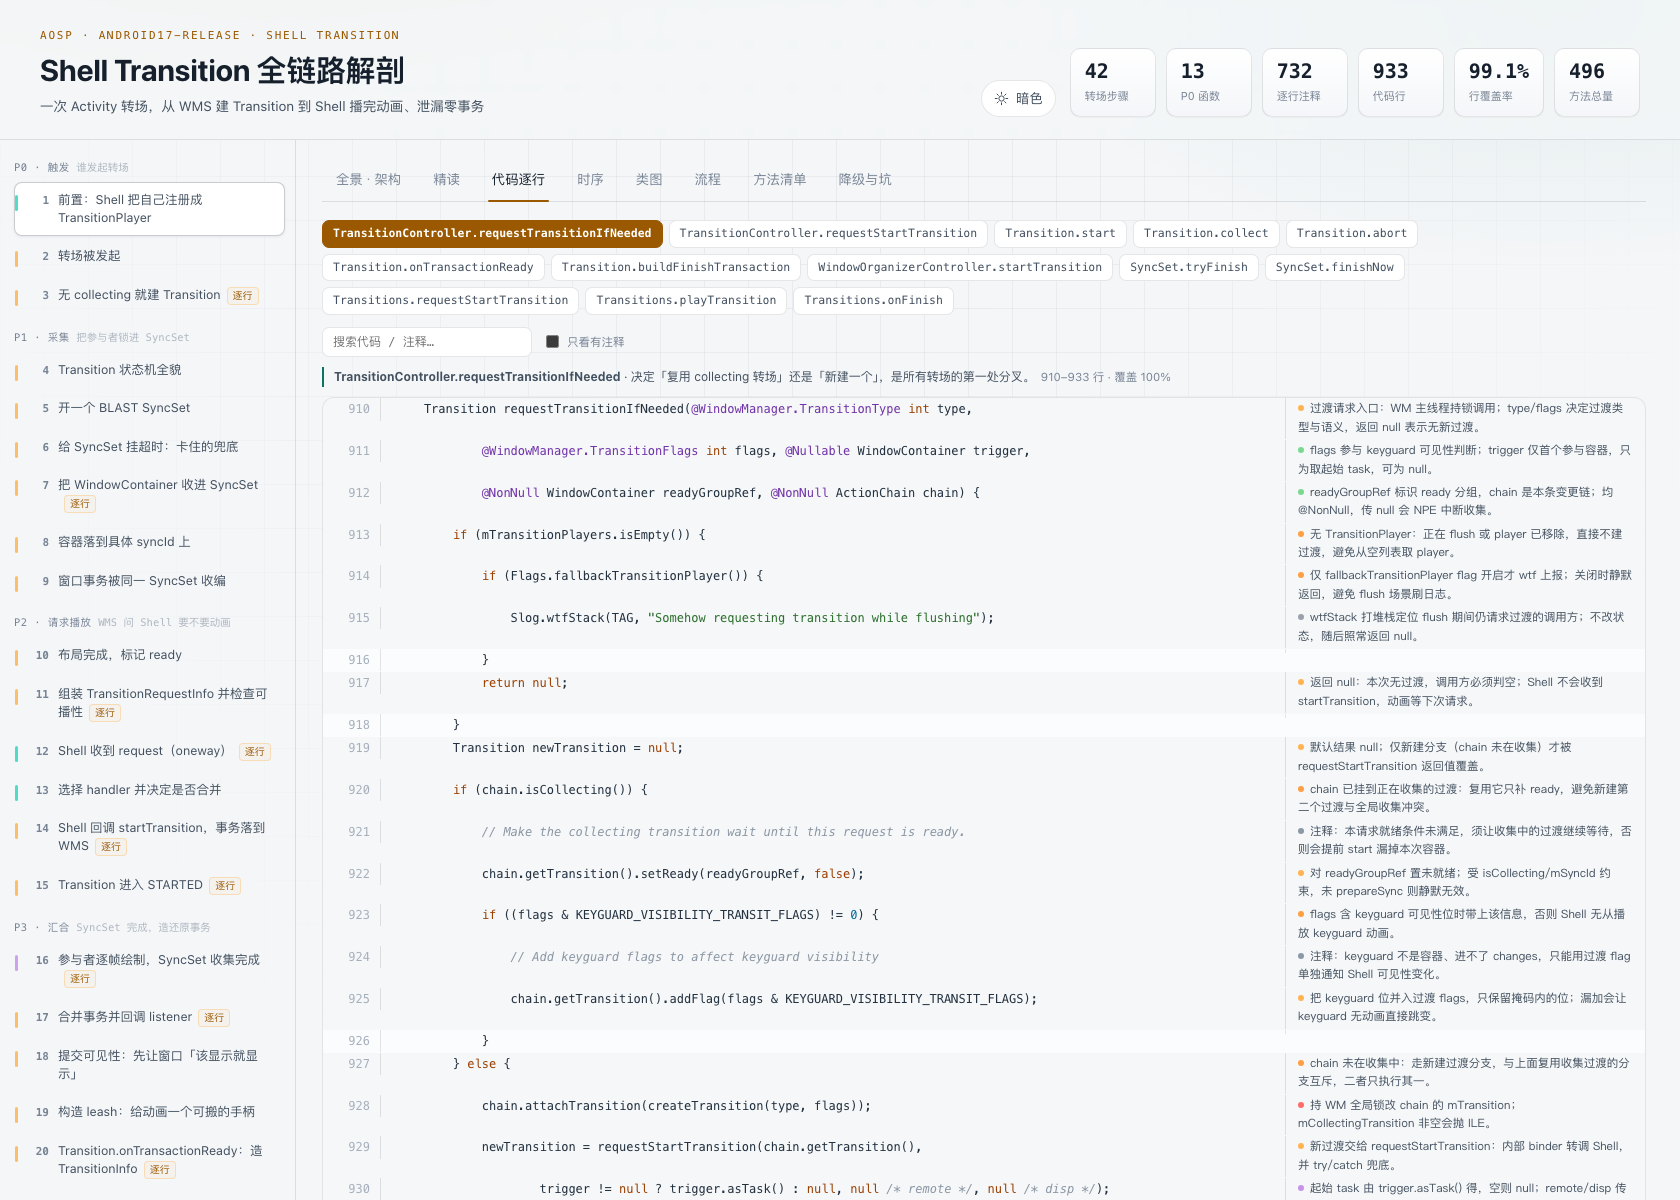 AOSP · ANDROID17-RELEASE · SHELL TRANSITION
Shell Transition 全链路解剖
一次 Activity 转场，从 WMS 建 Transition 到 Shell 播完动画、泄漏零事务
暗色
42
转场步骤
13
P0 函数
732
逐行注释
933
代码行
99.1%
行覆盖率
496
方法总量
P0 · 触发 谁发起转场
1 前置：Shell 把自己注册成
TransitionPlayer
2 转场被发起
3 无 collecting 就建 Transition 逐行
P1 · 采集 把参与者锁进 SyncSet
4 Transition 状态机全貌
5 开一个 BLAST SyncSet
6 给 SyncSet 挂超时：卡住的兜底
7 把 WindowContainer 收进 SyncSet
逐行
8 容器落到具体 syncId 上
9 窗口事务被同一 SyncSet 收编
P2 · 请求播放 WMS 问 Shell 要不要动画
10 布局完成，标记 ready
11 组装 TransitionRequestInfo 并检查可
播性 逐行
12 Shell 收到 request（oneway） 逐行
13 选择 handler 并决定是否合并
14 Shell 回调 startTransition，事务落到
WMS 逐行
15 Transition 进入 STARTED 逐行
P3 · 汇合 SyncSet 完成，造还原事务
16 参与者逐帧绘制，SyncSet 收集完成
逐行
17 合并事务并回调 listener 逐行
18 提交可见性：先让窗口「该显示就显
示」
19 构造 leash：给动画一个可搬的手柄
20 Transition.onTransactionReady：造
TransitionInfo 逐行
全景 · 架构 精读 代码逐行 时序 类图 流程 方法清单 降级与坑
TransitionController.requestTransitionIfNeeded TransitionController.requestStartTransition Transition.start Transition.collect Transition.abort
Transition.onTransactionReady Transition.buildFinishTransaction WindowOrganizerController.startTransition SyncSet.tryFinish SyncSet.finishNow
Transitions.requestStartTransition Transitions.playTransition Transitions.onFinish
搜索代码 / 注释… 只看有注释
TransitionController.requestTransitionIfNeeded · 决定「复用 collecting 转场」还是「新建一个」，是所有转场的第一处分叉。 910–933 行 · 覆盖 100%
910 Transition requestTransitionIfNeeded(@WindowManager.TransitionType int type,
过渡请求入口：WM 主线程持锁调用；type/flags 决定过渡类
型与语义，返回 null 表示无新过渡。
911 @WindowManager.TransitionFlags int flags, @Nullable WindowContainer trigger,
flags 参与 keyguard 可见性判断；trigger 仅首个参与容器，只
为取起始 task，可为 null。
912 @NonNull WindowContainer readyGroupRef, @NonNull ActionChain chain) {
readyGroupRef 标识 ready 分组，chain 是本条变更链；均
@NonNull，传 null 会 NPE 中断收集。
913 if (mTransitionPlayers.isEmpty()) {
无 TransitionPlayer：正在 flush 或 player 已移除，直接不建
过渡，避免从空列表取 player。
914 if (Flags.fallbackTransitionPlayer()) {
仅 fallbackTransitionPlayer flag 开启才 wtf 上报；关闭时静默
返回，避免 flush 场景刷日志。
915 Slog.wtfStack(TAG, "Somehow requesting transition while flushing");
wtfStack 打堆栈定位 flush 期间仍请求过渡的调用方；不改状
态，随后照常返回 null。
916 }
917 return null;
返回 null：本次无过渡，调用方必须判空；Shell 不会收到
startTransition，动画等下次请求。
918 }
919 Transition newTransition = null;
默认结果 null；仅新建分支（chain 未在收集）才被
requestStartTransition 返回值覆盖。
920 if (chain.isCollecting()) {
chain 已挂到正在收集的过渡：复用它只补 ready，避免新建第
二个过渡与全局收集冲突。
921 // Make the collecting transition wait until this request is ready.
注释：本请求就绪条件未满足，须让收集中的过渡继续等待，否
则会提前 start 漏掉本次容器。
922 chain.getTransition().setReady(readyGroupRef, false);
对 readyGroupRef 置未就绪；受 isCollecting/mSyncId 约
束，未 prepareSync 则静默无效。
923 if ((flags & KEYGUARD_VISIBILITY_TRANSIT_FLAGS) != 0) {
flags 含 keyguard 可见性位时带上该信息，否则 Shell 无从播
放 keyguard 动画。
924 // Add keyguard flags to affect keyguard visibility
注释：keyguard 不是容器、进不了 changes，只能用过渡 flag
单独通知 Shell 可见性变化。
925 chain.getTransition().addFlag(flags & KEYGUARD_VISIBILITY_TRANSIT_FLAGS);
把 keyguard 位并入过渡 flags，只保留掩码内的位；漏加会让
keyguard 无动画直接跳变。
926 }
927 } else {
chain 未在收集中：走新建过渡分支，与上面复用收集过渡的分
支互斥，二者只执行其一。
928 chain.attachTransition(createTransition(type, flags));
持 WM 全局锁改 chain 的 mTransition；
mCollectingTransition 非空会抛 ILE。
929 newTransition = requestStartTransition(chain.getTransition(),
新过渡交给 requestStartTransition：内部 binder 转调 Shell，
并 try/catch 兜底。
930 trigger != null ? trigger.asTask() : null, null /* remote */, null /* disp */);
起始 task 由 trigger.asTask() 得，空则 null；remote/disp 传